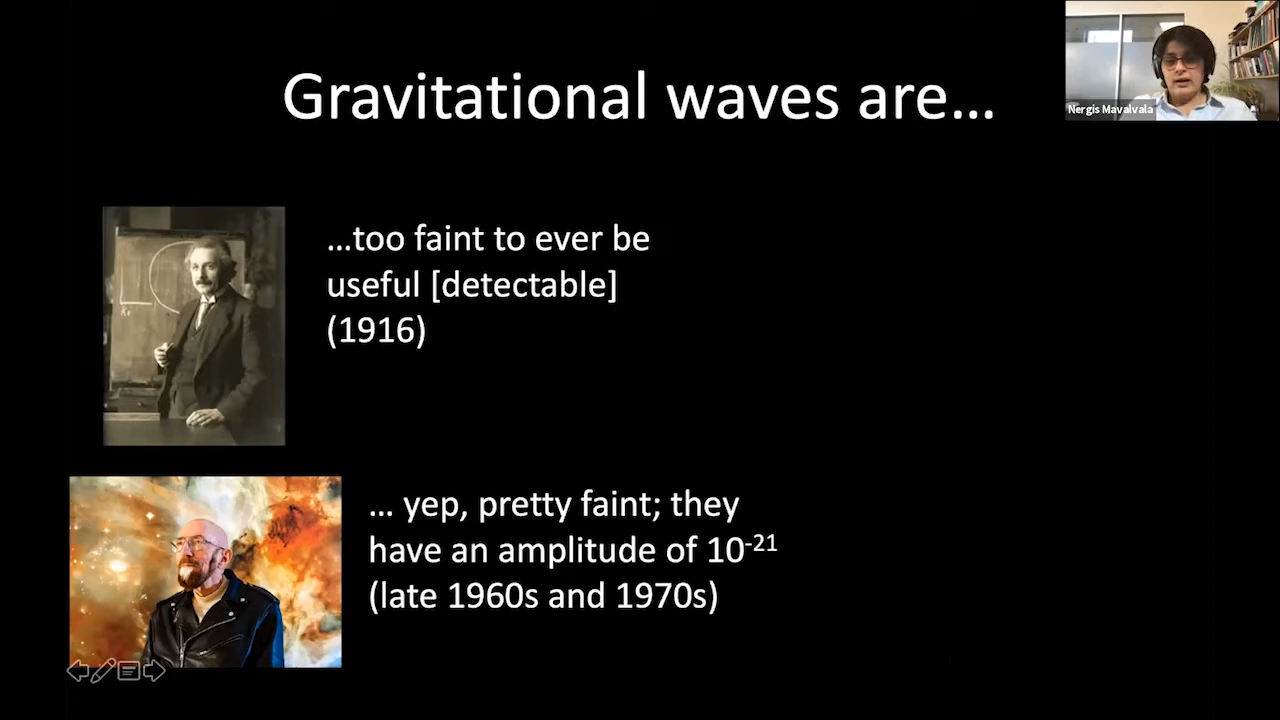 Gravitational waves are…
Nergis Mavalvala
…too faint to ever be
useful [detectable]
(1916)
… yep, pretty faint; they
have an amplitude of 10⁻²¹
(late 1960s and 1970s)